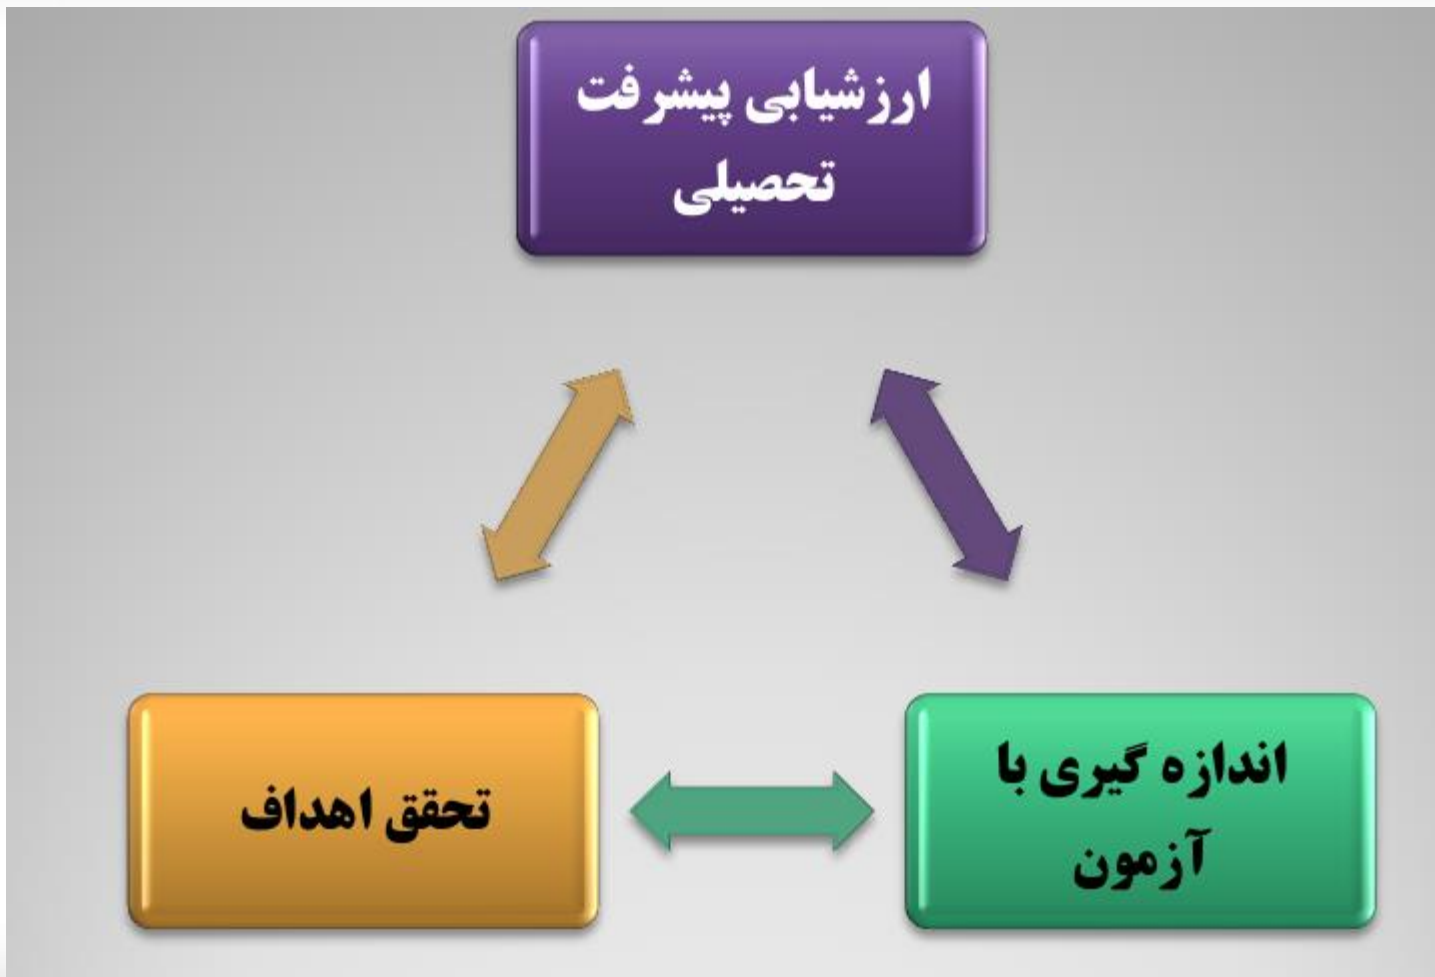 ارزشیابی پیشرفت
تحصیلی
اندازه گیری با
آزمون
تحقق اهداف